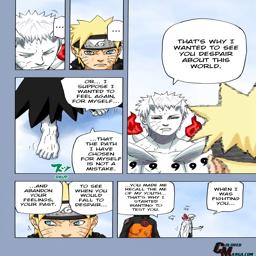 ...
...
THAT'S WHY I
WANTED TO SEE
YOU DESPAIR
ABOUT THIS
WORLD.
OR... I
SUPPOSE I
WANTED TO
FEEL AGAIN,
FOR MYSELF...
...THAT
THE PATH
I HAVE
CHOSEN
IS NOT A
MISTAKE.
WHEN I
WAS
FIGHTING
YOU...
...YOU MADE ME
RECALL THE ME
OF MY YOUTH.
THAT'S WHY I
STARTED
WANTING TO
TEST YOU.
TO SEE WHEN
YOU WOULD
FALL TO
DESPAIR...
...AND
ABANDON
YOUR
FEELINGS,
YOUR PAST.
COLORED
MANGA.COM